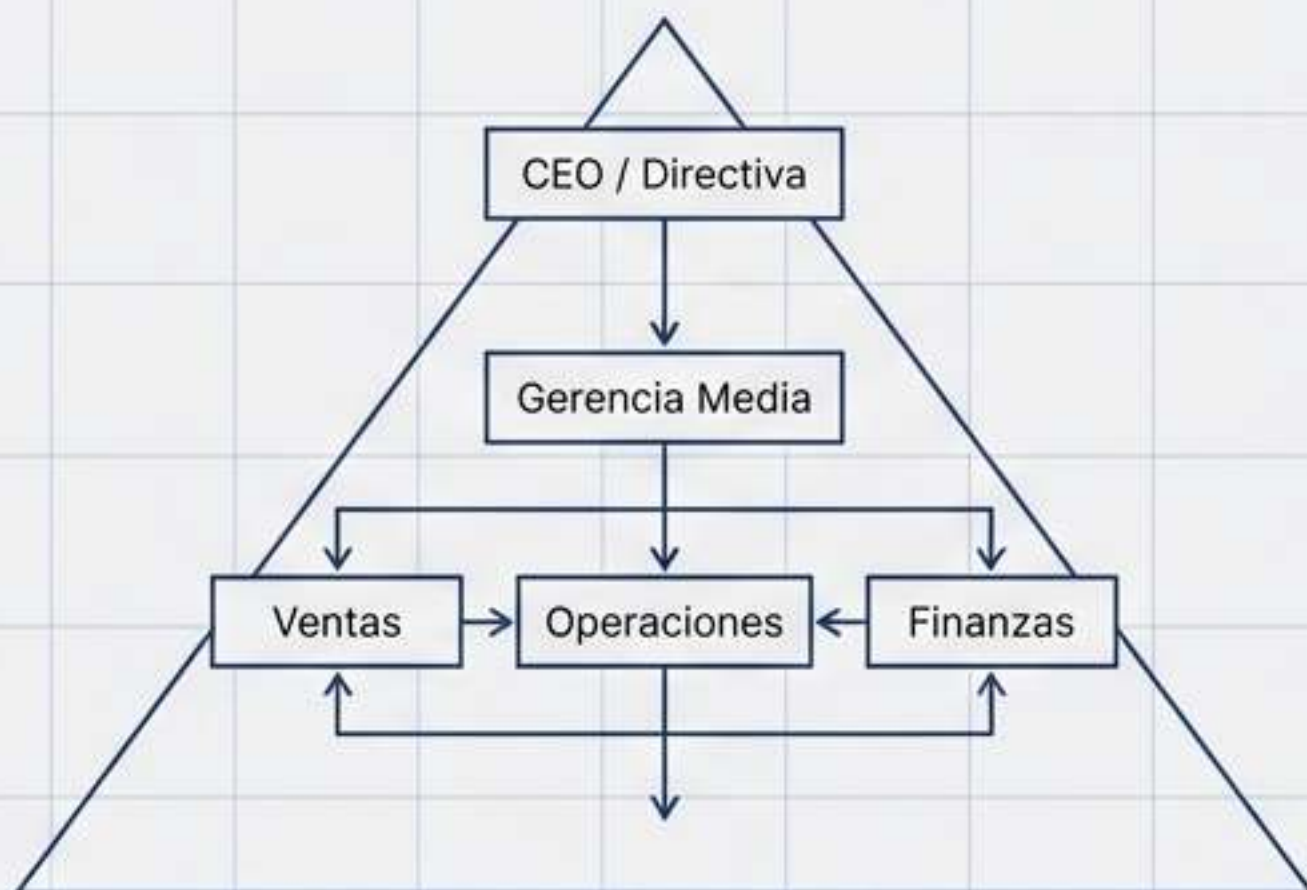 CEO / Directiva
Gerencia Media
Ventas
Operaciones
Finanzas